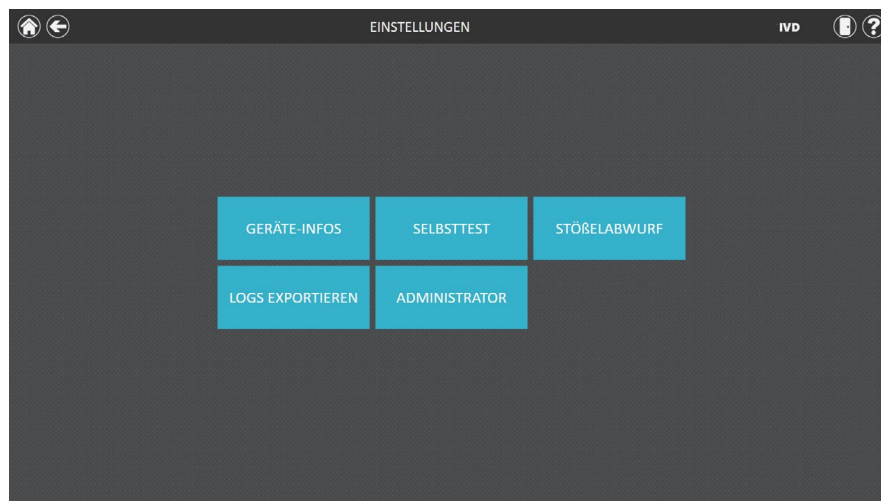 EINSTELLUNGEN
IVD
?
GERÄTE-INFOS
SELBSTTEST
STÖßELABWURF
LOGS EXPORTIEREN
ADMINISTRATOR